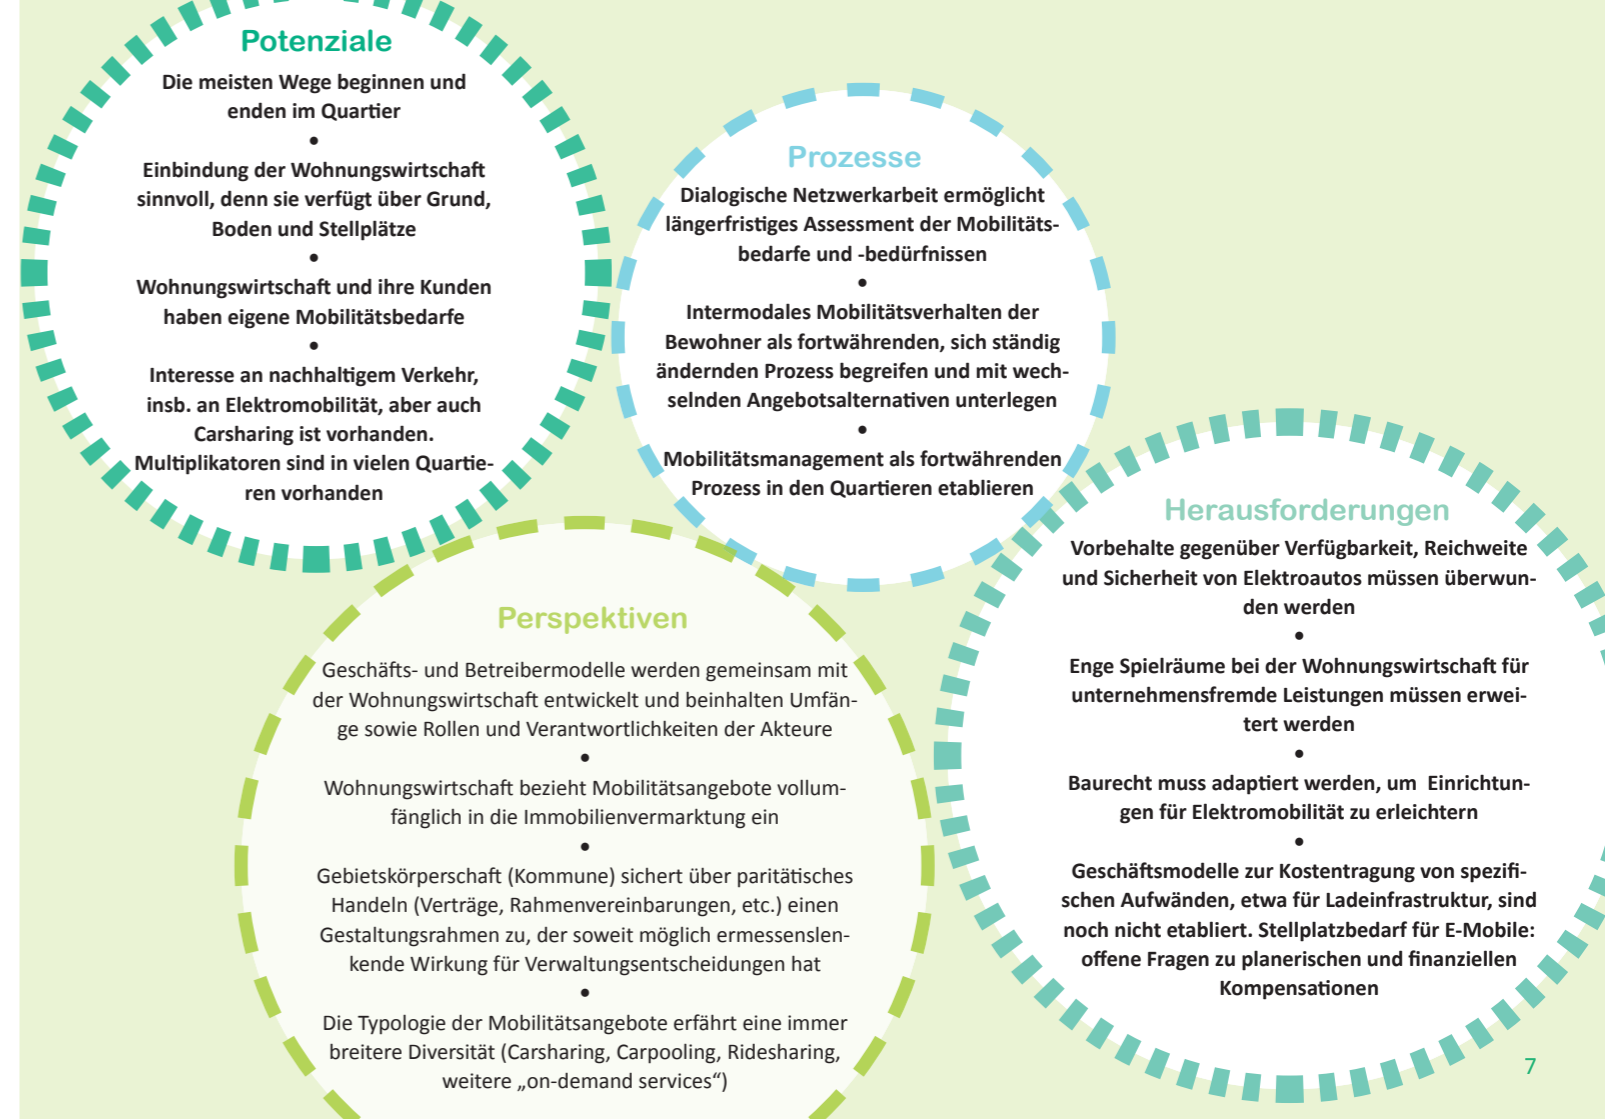 Potenziale
Die meisten Wege beginnen und
enden im Quartier
•
Einbindung der Wohnungswirtschaft
sinnvoll, denn sie verfügt über Grund,
Boden und Stellplätze
•
Wohnungswirtschaft und ihre Kunden
haben eigene Mobilitätsbedarfe
•
Interesse an nachhaltigem Verkehr,
insb. an Elektromobilität, aber auch
Carsharing ist vorhanden.
Multiplikatoren sind in vielen Quartie-
ren vorhanden
Prozesse
Dialogische Netzwerkarbeit ermöglicht
längerfristiges Assessment der Mobilitäts-
bedarfe und -bedürfnissen
•
Intermodales Mobilitätsverhalten der
Bewohner als fortwährenden, sich ständig
ändernden Prozess begreifen und mit wech-
selnden Angebotsalternativen unterlegen
•
Mobilitätsmanagement als fortwährenden
Prozess in den Quartieren etablieren
Perspektiven
Geschäfts- und Betreibermodelle werden gemeinsam mit
der Wohnungswirtschaft entwickelt und beinhalten Umfän-
ge sowie Rollen und Verantwortlichkeiten der Akteure
•
Wohnungswirtschaft bezieht Mobilitätsangebote vollum-
fänglich in die Immobilienvermarktung ein
•
Gebietskörperschaft (Kommune) sichert über paritätisches
Handeln (Verträge, Rahmenvereinbarungen, etc.) einen
Gestaltungsrahmen zu, der soweit möglich ermessenslen-
kende Wirkung für Verwaltungsentscheidungen hat
•
Die Typologie der Mobilitätsangebote erfährt eine immer
breitere Diversität (Carsharing, Carpooling, Ridesharing,
weitere „on-demand services“)
Herausforderungen
Vorbehalte gegenüber Verfügbarkeit, Reichweite
und Sicherheit von Elektroautos müssen überwun-
den werden
•
Enge Spielräume bei der Wohnungswirtschaft für
unternehmensfremde Leistungen müssen erwei-
tert werden
•
Baurecht muss adaptiert werden, um Einrichtun-
gen für Elektromobilität zu erleichtern
•
Geschäftsmodelle zur Kostentragung von spezifi-
schen Aufwänden, etwa für Ladeinfrastruktur, sind
noch nicht etabliert. Stellplatzbedarf für E-Mobile:
offene Fragen zu planerischen und finanziellen
Kompensationen
7